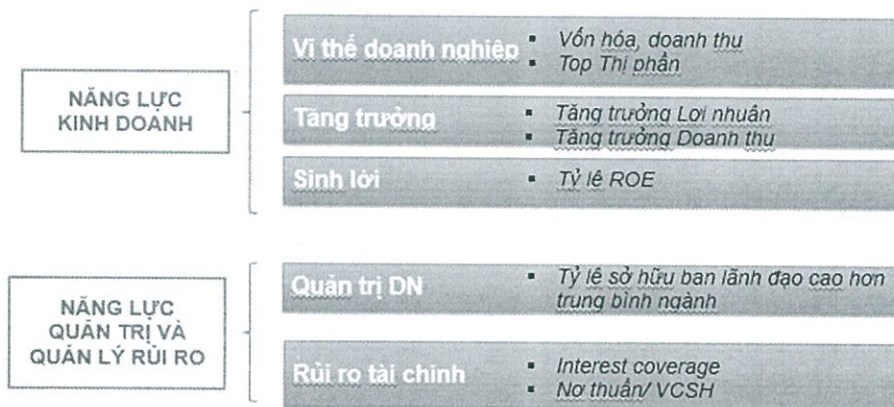 NĂNG LỰC
KINH DOANH
Vị thế doanh nghiệp
▪ Vốn hóa, doanh thu
▪ Top Thị phần
Tăng trưởng
▪ Tăng trưởng Lợi nhuận
▪ Tăng trưởng Doanh thu
Sinh lời
▪ Tỷ lệ ROE
NĂNG LỰC
QUẢN TRỊ VÀ
QUẢN LÝ RỦI RO
Quản trị DN
▪ Tỷ lệ sở hữu ban lãnh đạo cao hơn
trung bình ngành
Rủi ro tài chính
▪ Interest coverage
▪ Nợ thuần/ VCSH